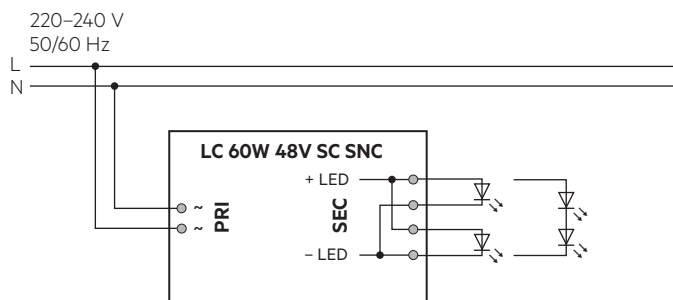 220–240 V
50/60 Hz
L
N
LC 60W 48V SC SNC
+ LED
~
PRI
SEC
~
– LED